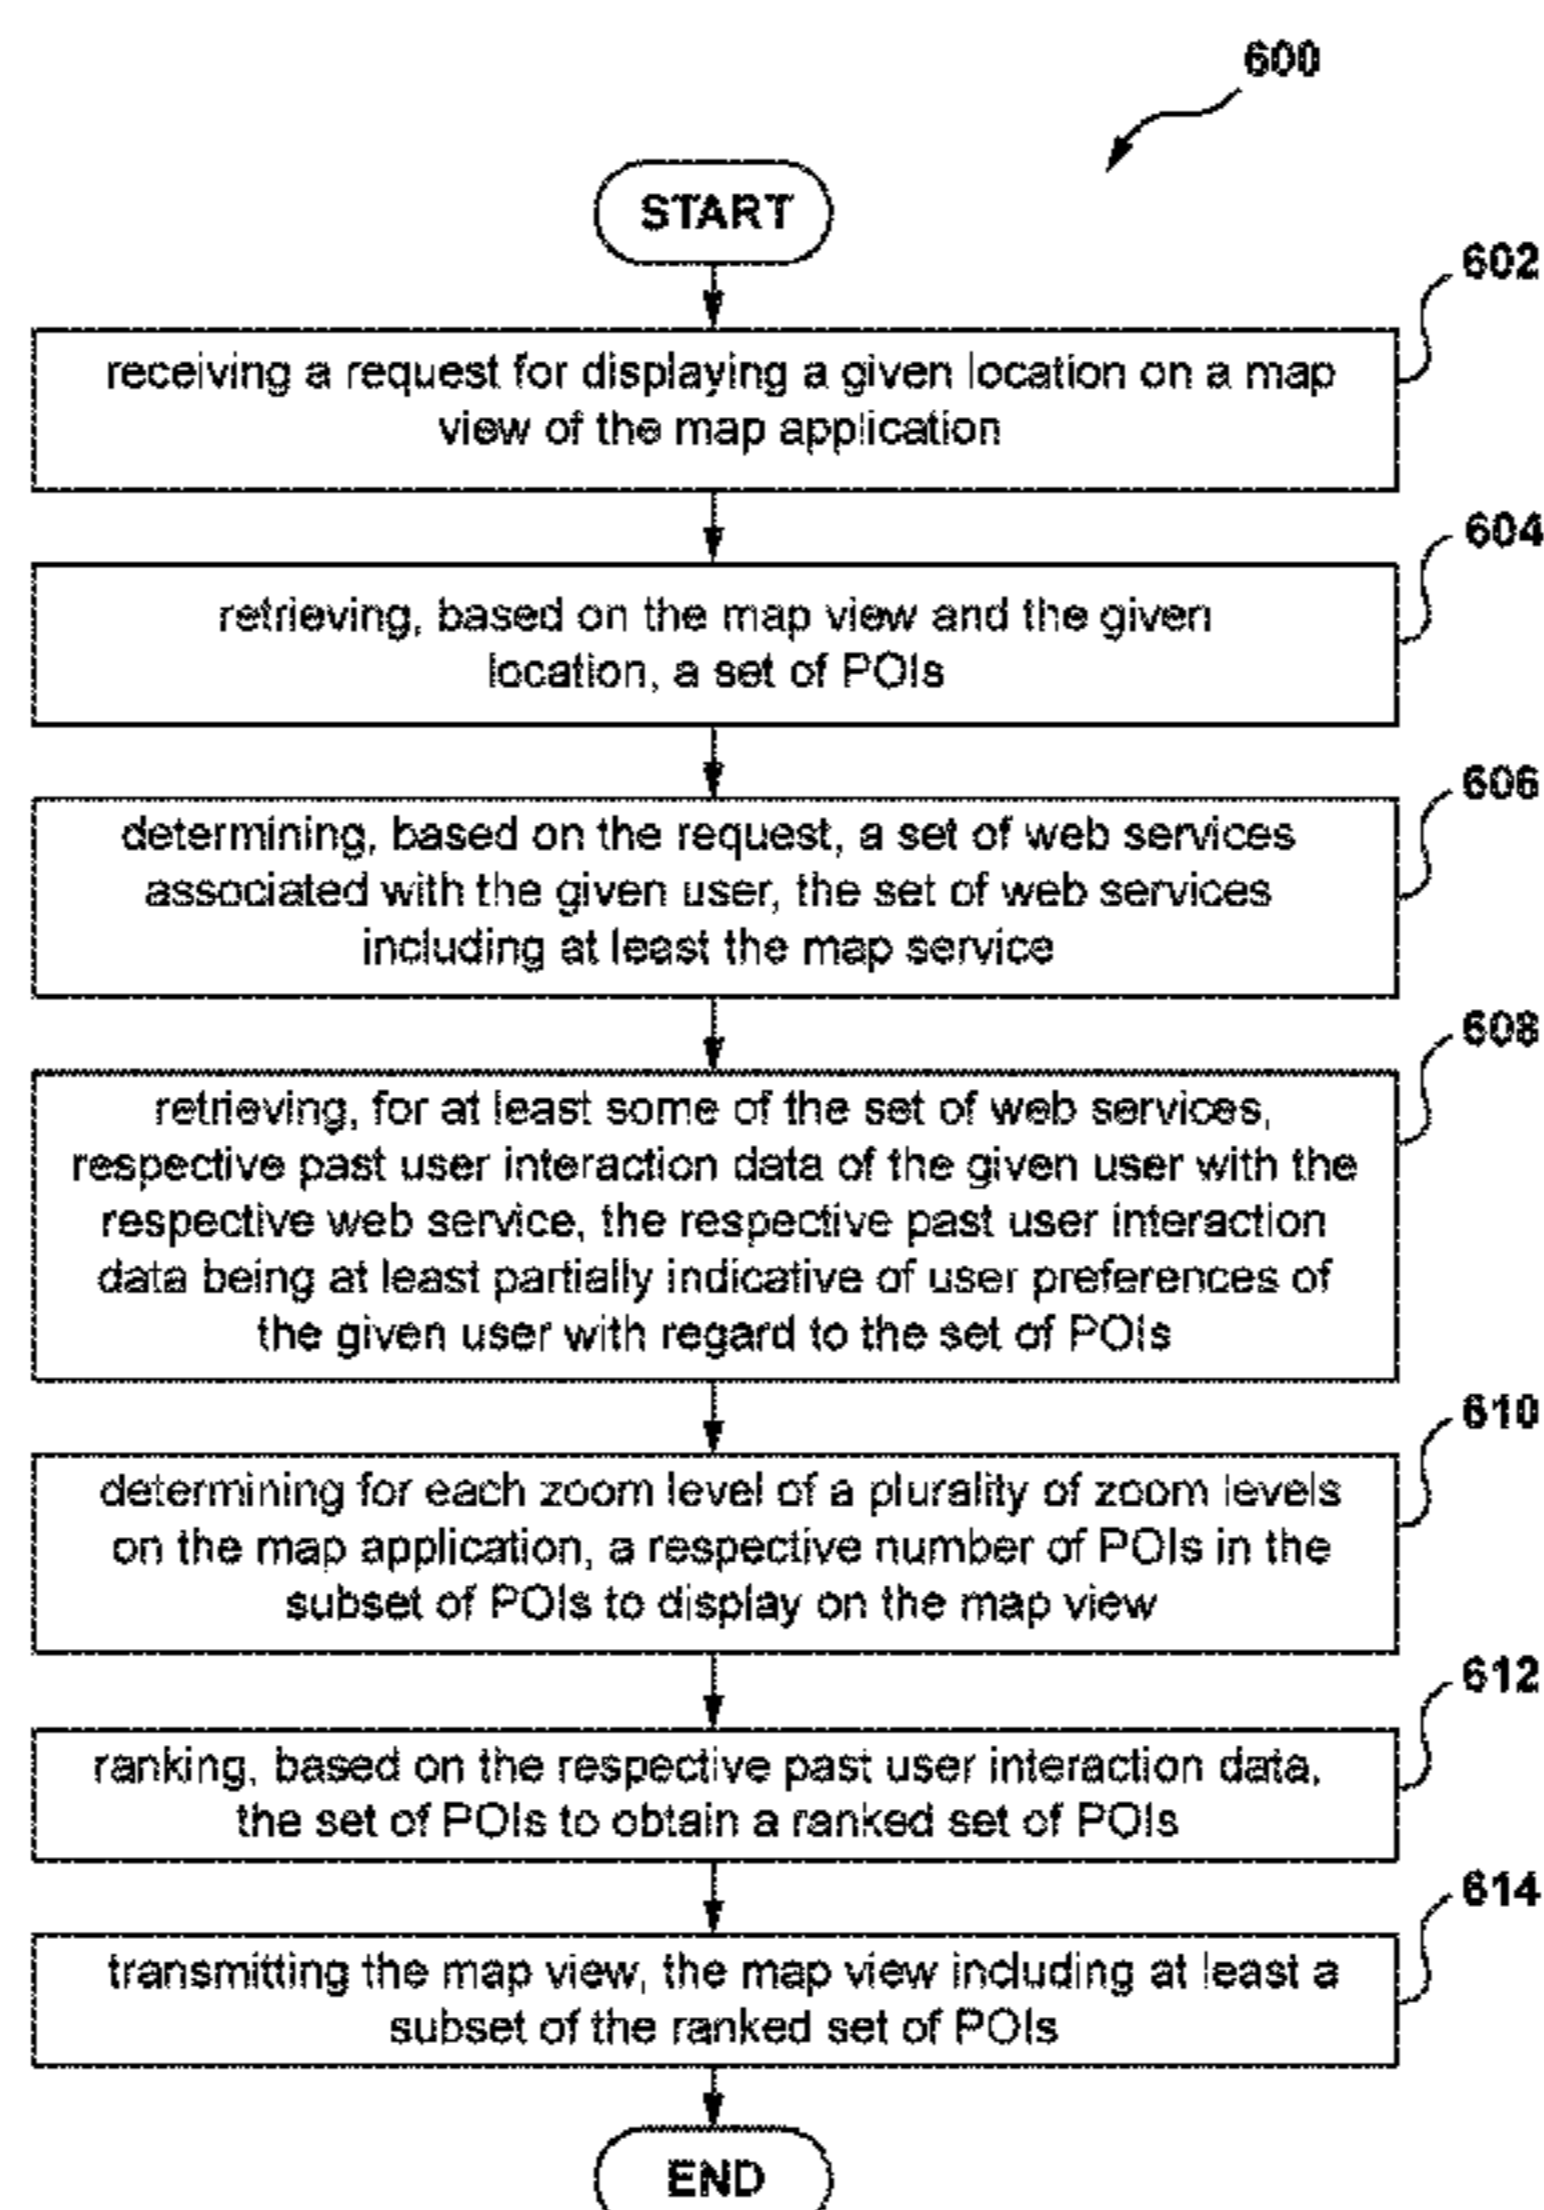 600
START
602
receiving a request for displaying a given location on a map
view of the map application
604
retrieving, based on the map view and the given
location, a set of POIs
606
determining, based on the request, a set of web services
associated with the given user, the set of web services
including at least the map service
608
retrieving, for at least some of the set of web services,
respective past user interaction data of the given user with the
respective web service, the respective past user interaction
data being at least partially indicative of user preferences of
the given user with regard to the set of POIs
610
determining for each zoom level of a plurality of zoom levels
on the map application, a respective number of POIs in the
subset of POIs to display on the map view
612
ranking, based on the respective past user interaction data,
the set of POIs to obtain a ranked set of POIs
614
transmitting the map view, the map view including at least a
subset of the ranked set of POIs
END